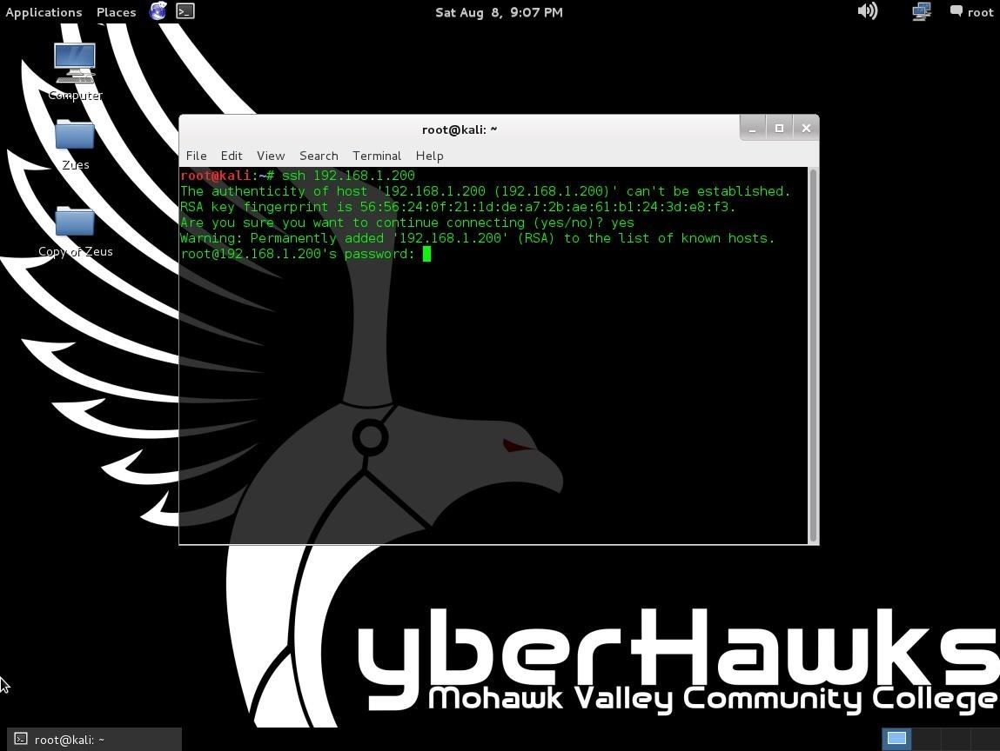 Applications Places Sat Aug 8, 9:07 PM root
Computer
Zues
Copy of Zeus
root@kali: ~
File Edit View Search Terminal Help
root@kali:~# ssh 192.168.1.200
The authenticity of host '192.168.1.200 (192.168.1.200)' can't be established.
RSA key fingerprint is 56:56:24:0f:21:1d:de:a7:2b:ae:61:b1:24:3d:e8:f3.
Are you sure you want to continue connecting (yes/no)? yes
Warning: Permanently added '192.168.1.200' (RSA) to the list of known hosts.
root@192.168.1.200's password:
yberHawks
Mohawk Valley Community College
root@kali: ~